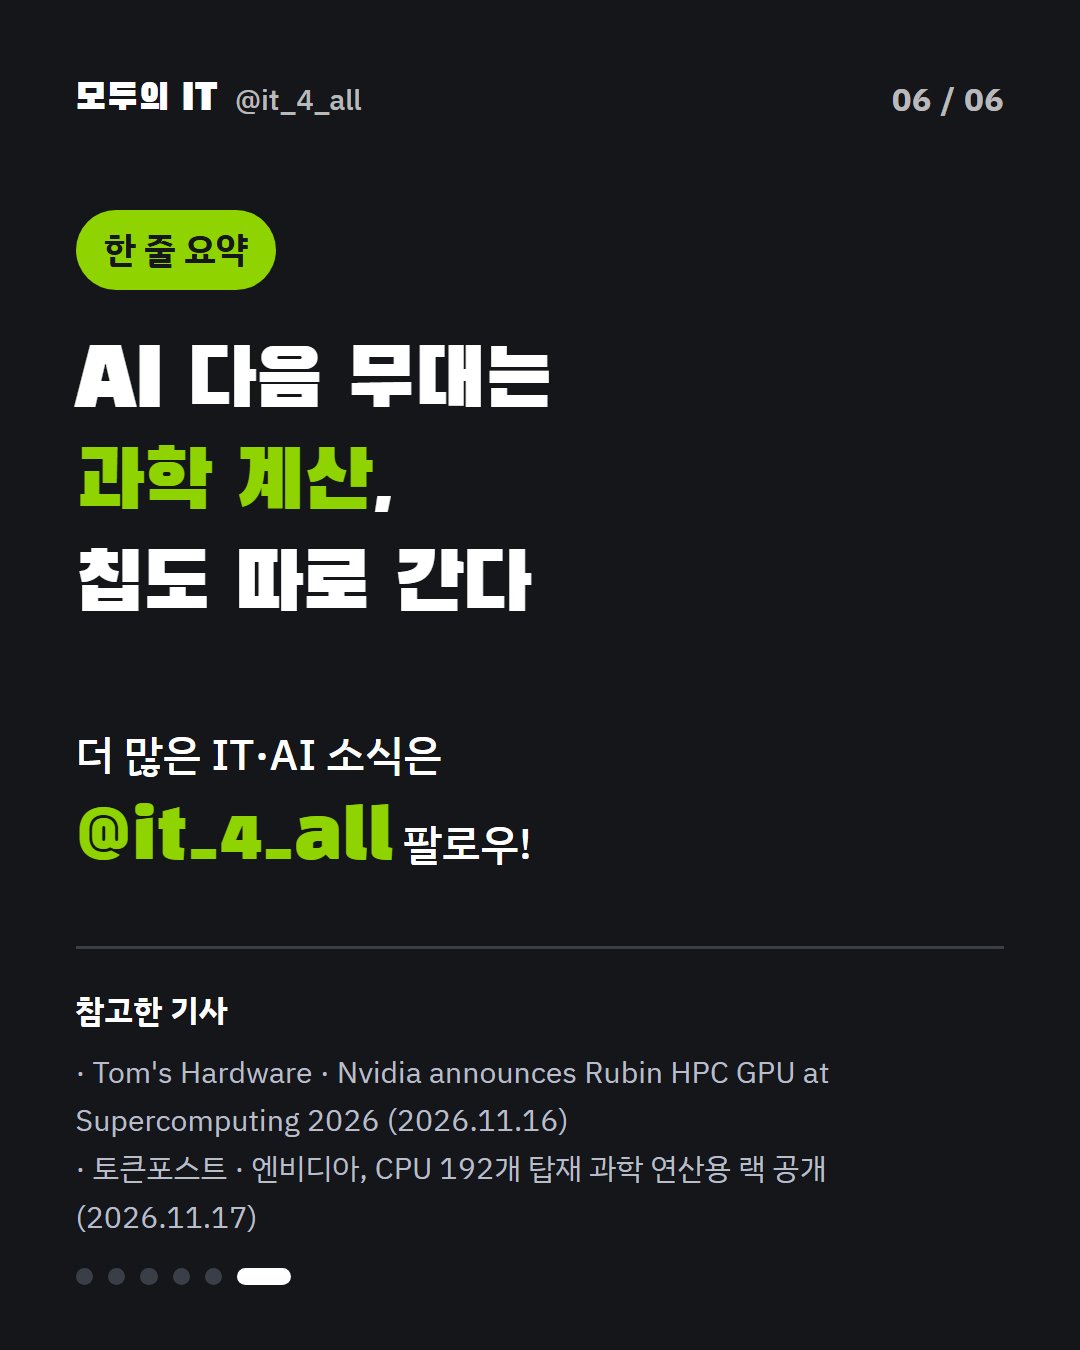 모두의 IT @it_4_all
06 / 06
한 줄 요약
AI 다음 무대는
과학 계산,
칩도 따로 간다
더 많은 IT·AI 소식은
@it_4_all 팔로우!
참고한 기사
· Tom's Hardware · Nvidia announces Rubin HPC GPU at
Supercomputing 2026 (2026.11.16)
· 토큰포스트 · 엔비디아, CPU 192개 탑재 과학 연산용 랙 공개
(2026.11.17)